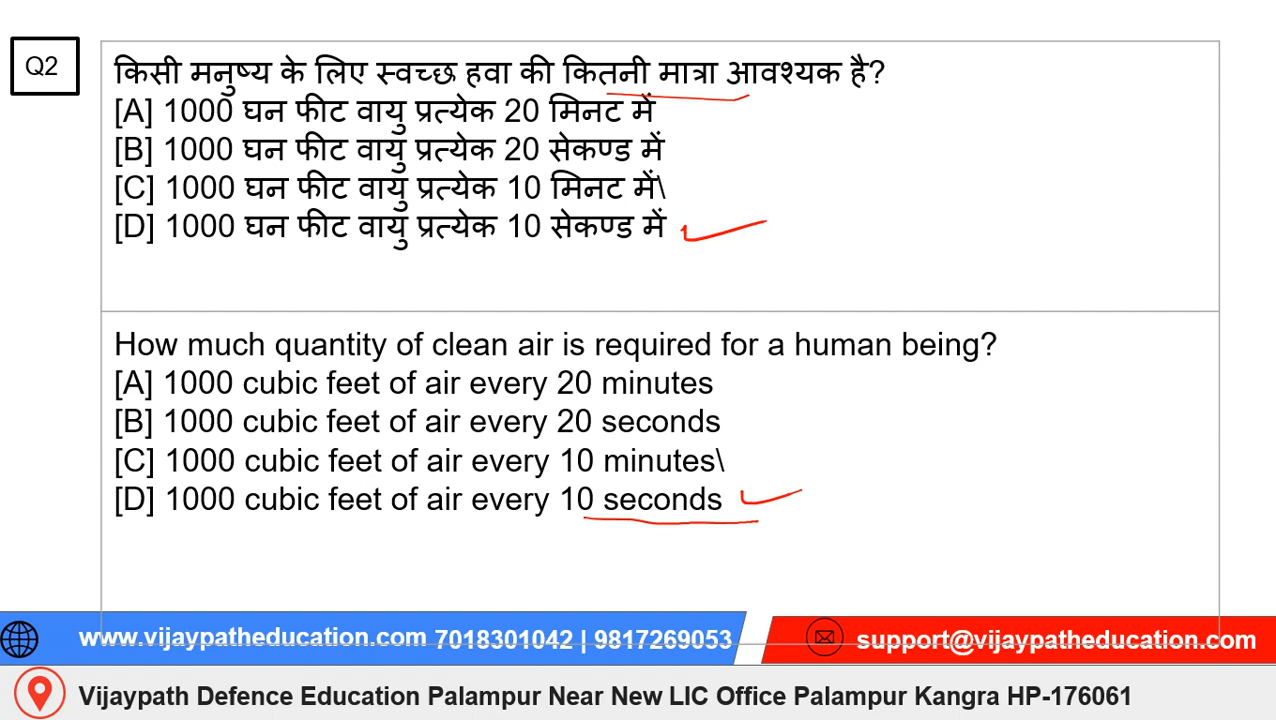 Q2
किसी मनुष्य के लिए स्वच्छ हवा की कितनी मात्रा आवश्यक है?
[A] 1000 घन फीट वायु प्रत्येक 20 मिनट में
[B] 1000 घन फीट वायु प्रत्येक 20 सेकण्ड में
[C] 1000 घन फीट वायु प्रत्येक 10 मिनट में\
[D] 1000 घन फीट वायु प्रत्येक 10 सेकण्ड में
How much quantity of clean air is required for a human being?
[A] 1000 cubic feet of air every 20 minutes
[B] 1000 cubic feet of air every 20 seconds
[C] 1000 cubic feet of air every 10 minutes\
[D] 1000 cubic feet of air every 10 seconds
www.vijaypatheducation.com 7018301042 | 9817269053
support@vijaypatheducation.com
Vijaypath Defence Education Palampur Near New LIC Office Palampur Kangra HP-176061